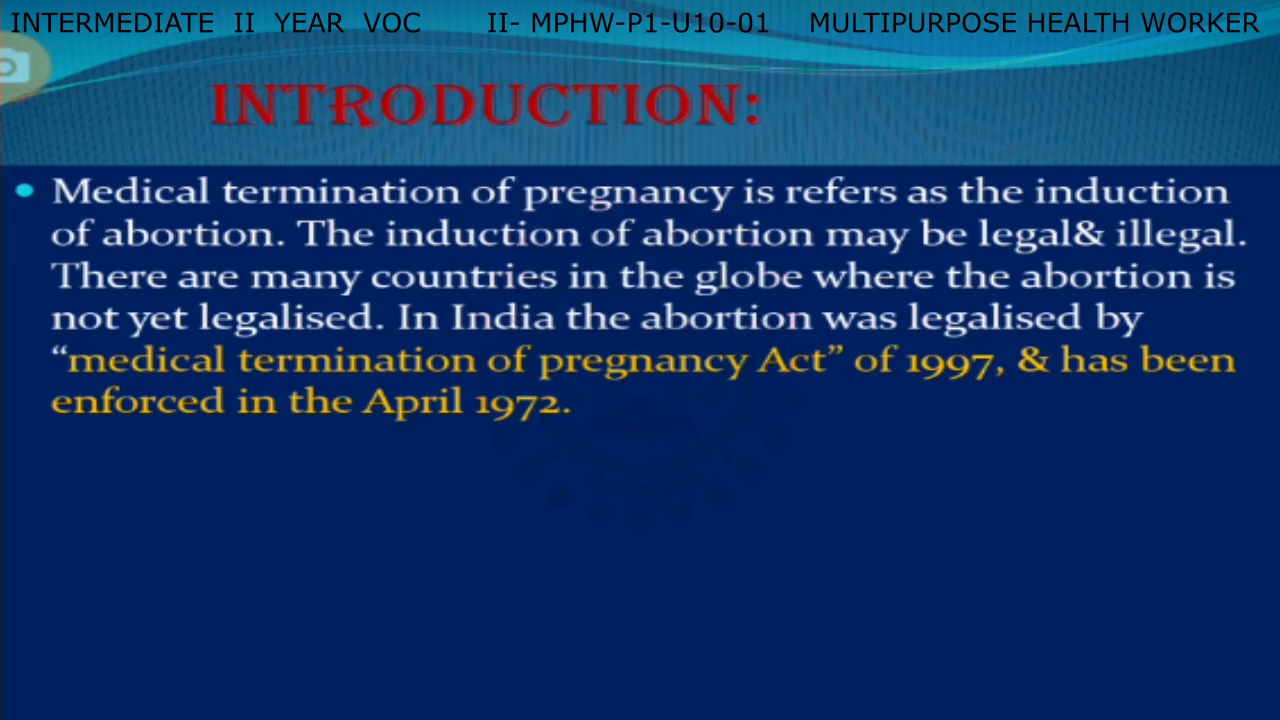 INTERMEDIATE II YEAR VOC II- MPHW-P1-U10-01 MULTIPURPOSE HEALTH WORKER
INTRODUCTION:
• Medical termination of pregnancy is refers as the induction
of abortion. The induction of abortion may be legal& illegal.
There are many countries in the globe where the abortion is
not yet legalised. In India the abortion was legalised by
“medical termination of pregnancy Act” of 1997, & has been
enforced in the April 1972.